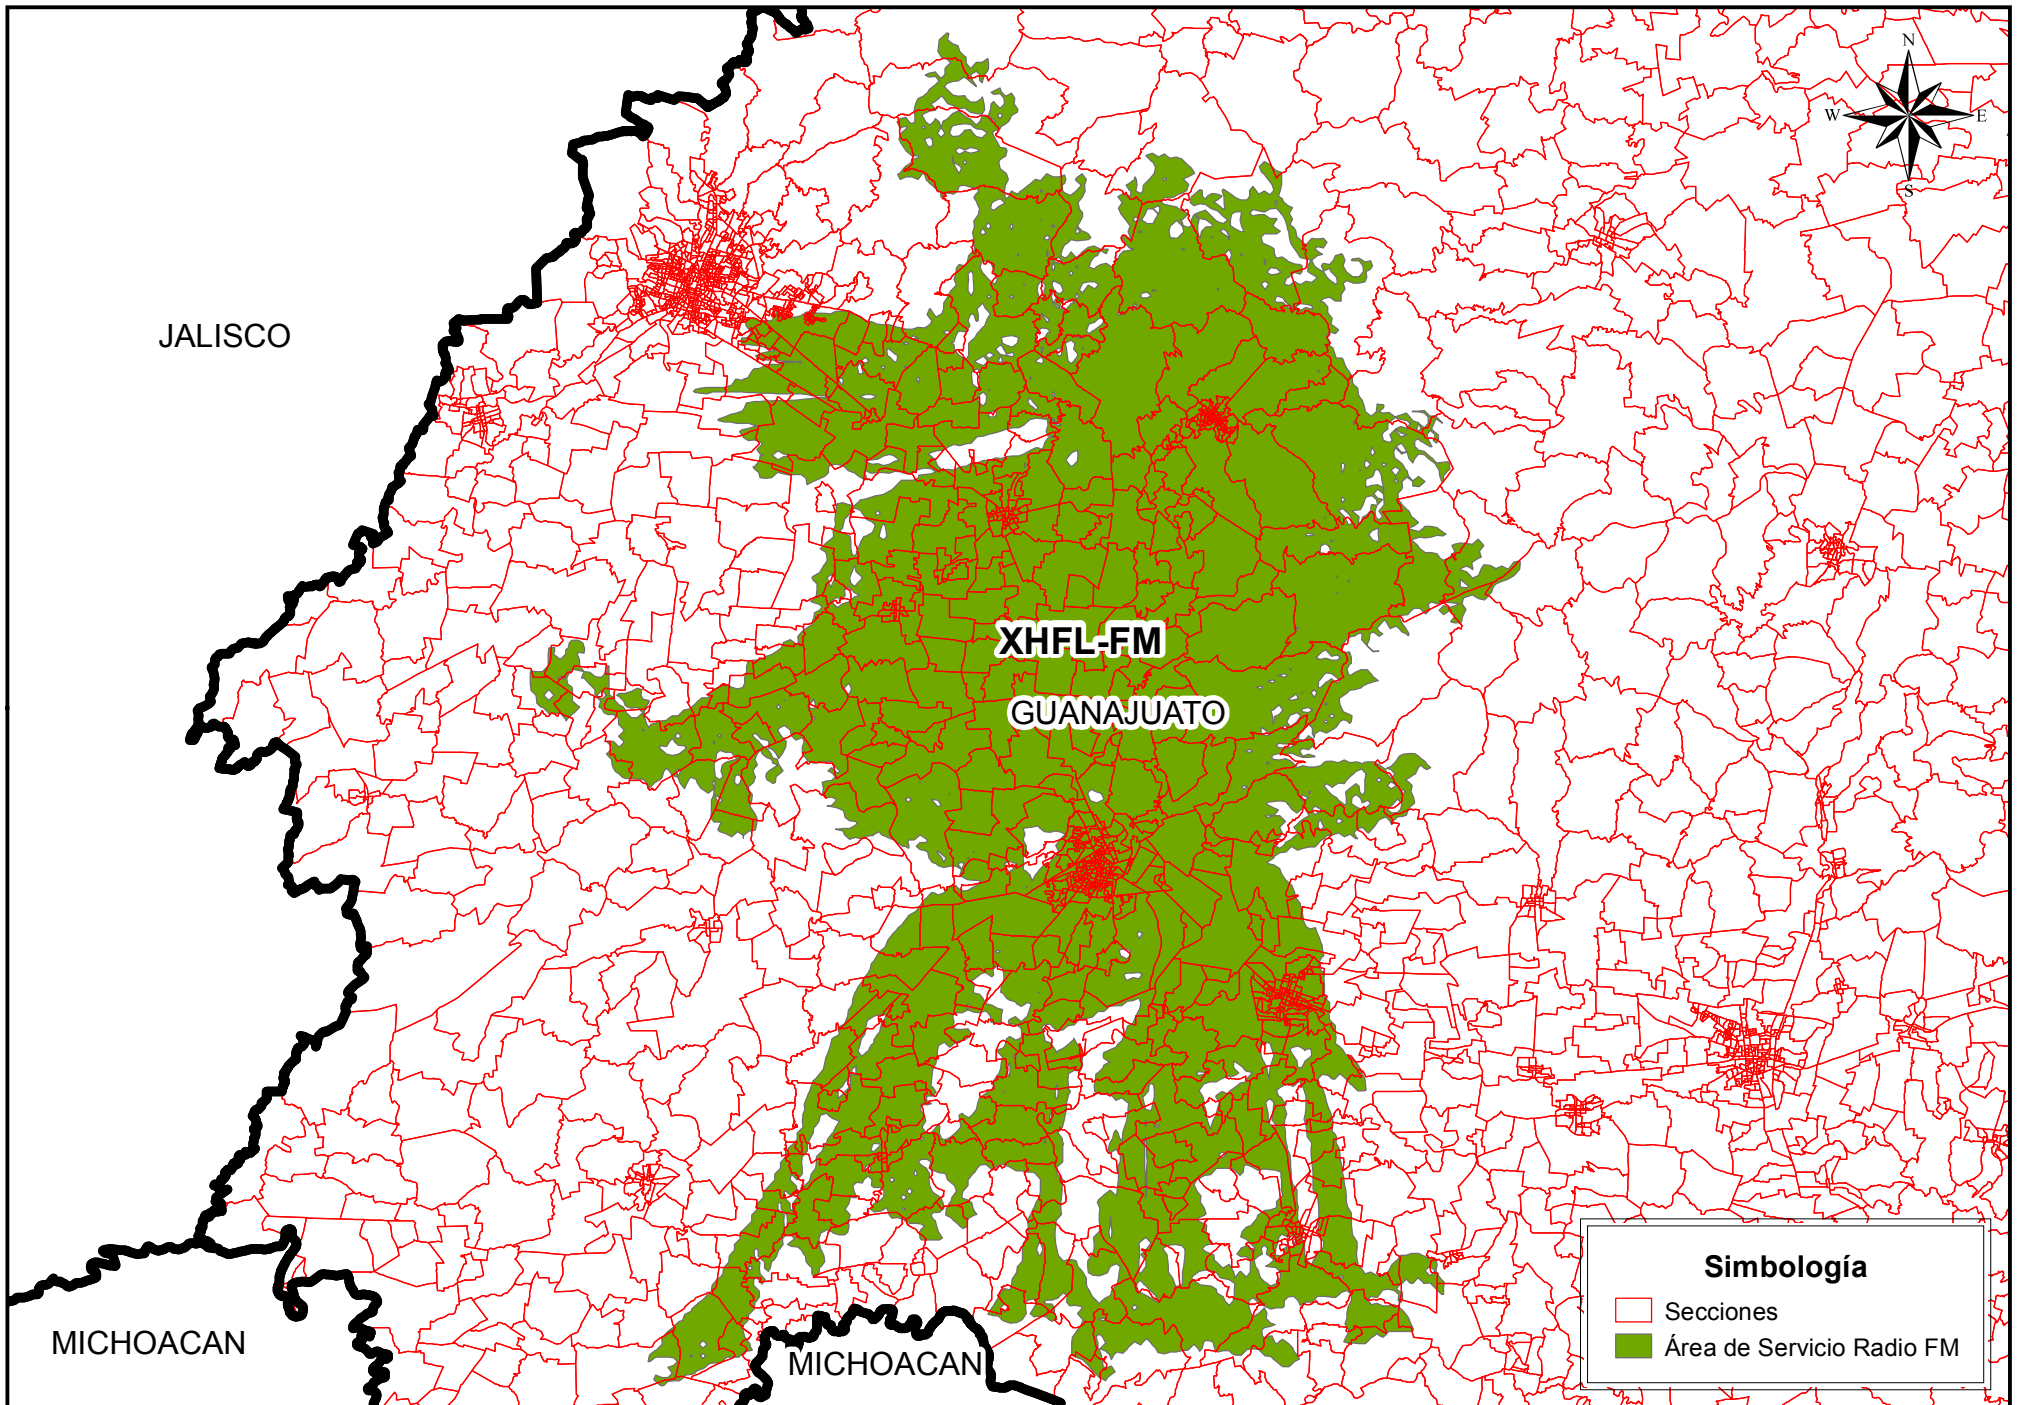 N
W
E
S
JALISCO
XHFL-FM
GUANAJUATO
Simbología
Secciones
Área de Servicio Radio FM
MICHOACAN
MICHOACAN